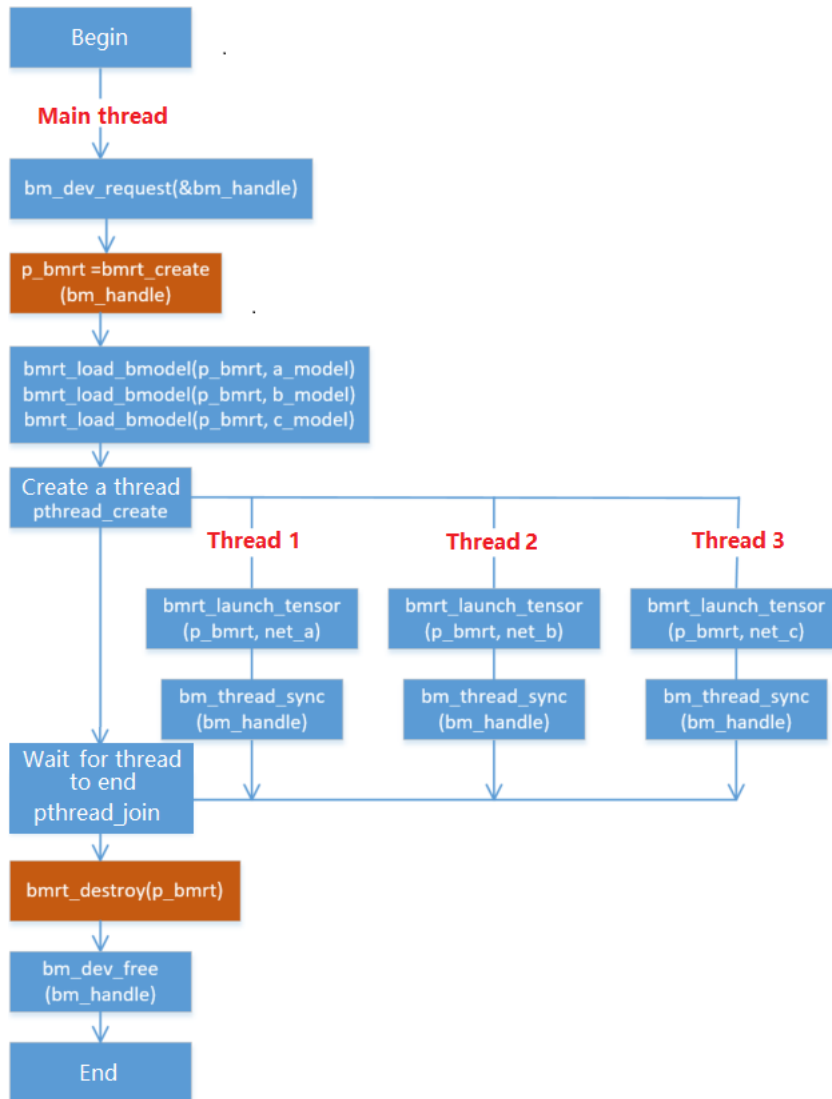 Begin
Main thread
bm_dev_request(&bm_handle)
p_bmrt =bmrt_create
(bm_handle)
bmrt_load_bmodel(p_bmrt, a_model)
bmrt_load_bmodel(p_bmrt, b_model)
bmrt_load_bmodel(p_bmrt, c_model)
Create a thread
pthread_create
Thread 1
Thread 2
Thread 3
bmrt_launch_tensor
(p_bmrt, net_a)
bmrt_launch_tensor
(p_bmrt, net_b)
bmrt_launch_tensor
(p_bmrt, net_c)
bm_thread_sync
(bm_handle)
bm_thread_sync
(bm_handle)
bm_thread_sync
(bm_handle)
Wait for thread
to end
pthread_join
bmrt_destroy(p_bmrt)
bm_dev_free
(bm_handle)
End